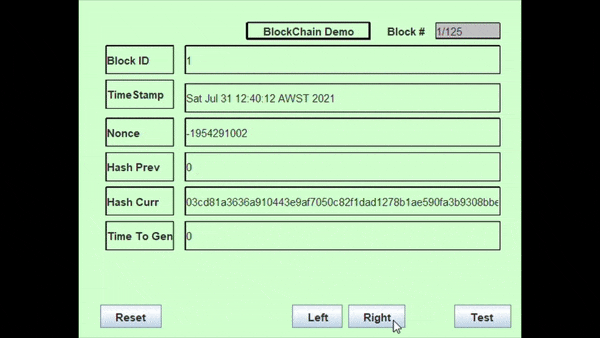 BlockChain Demo Block # 1/125
Block ID 1
TimeStamp Sat Jul 31 12:40:12 AWST 2021
Nonce -1954291002
Hash Prev 0
Hash Curr 03cd81a3636a910443e9af7050c82f1dad1278b1ae590fa3b9308bbe
Time To Gen 0
Reset Left Right Test